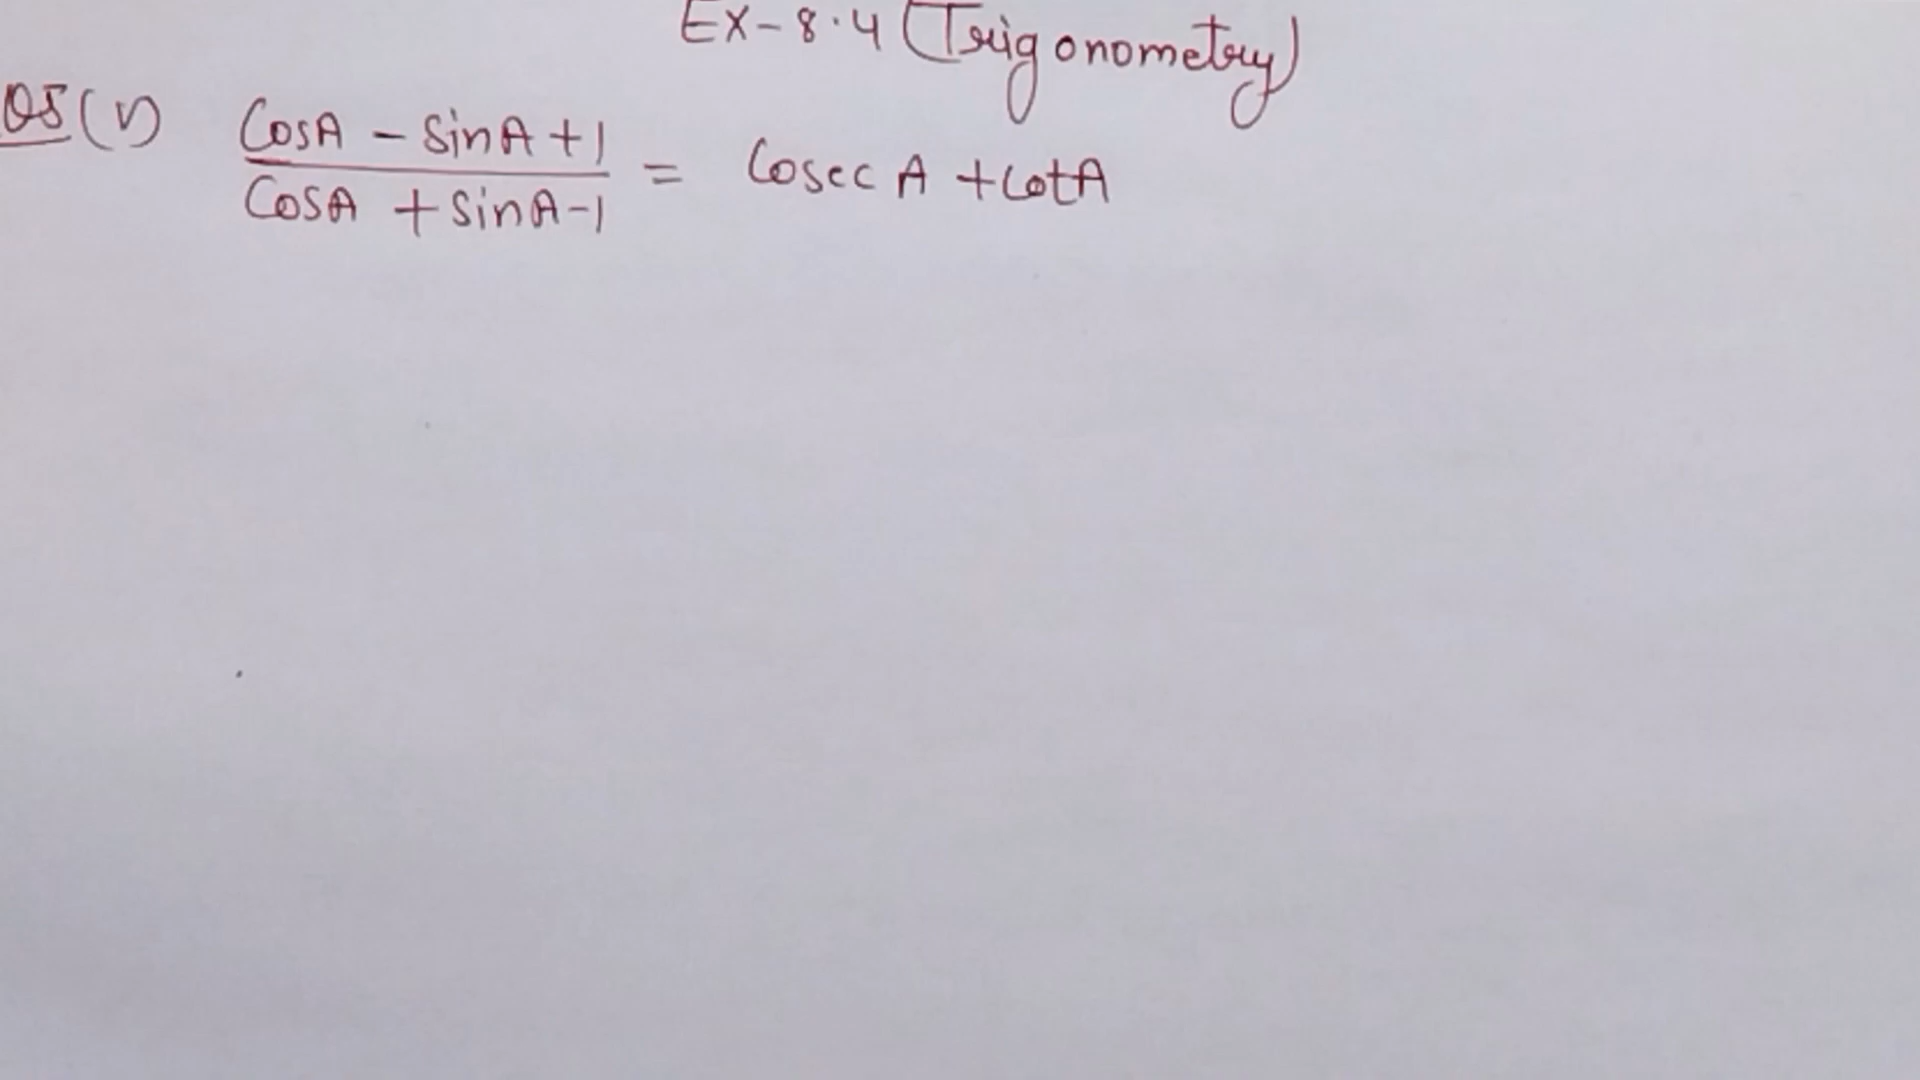 Ex-8.4 (Trigonometry)
Q5 (v) CosA - SinA + 1 / CosA + SinA - 1 = Cosec A + CotA